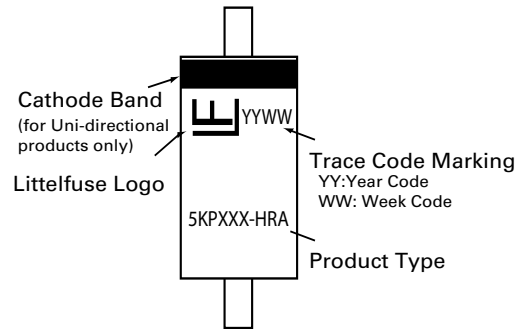 Cathode Band
(for Uni-directional
products only)
Littelfuse Logo
YYWW
Trace Code Marking
YY:Year Code
WW: Week Code
5KPXXX-HRA
Product Type